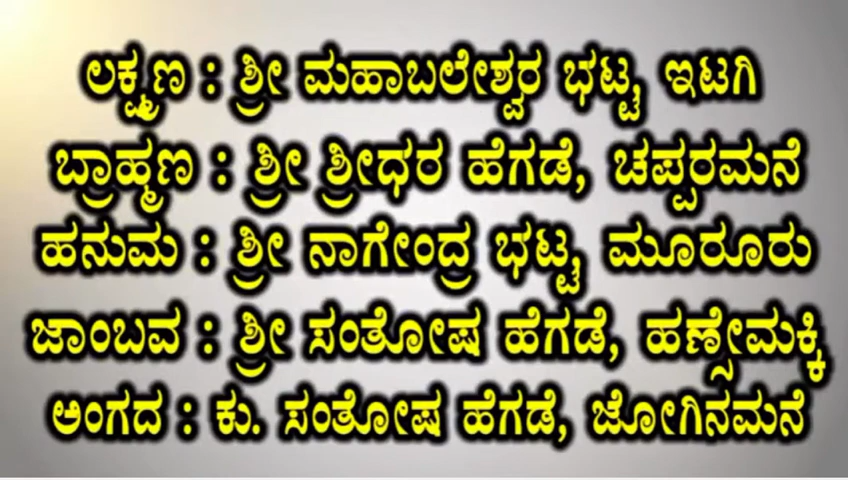 ಲಕ್ಷ್ಮಣ : ಶ್ರೀ ಮಹಾಬಲೇಶ್ವರ ಭಟ್ಟ, ಇಟಗಿ
ಬ್ರಾಹ್ಮಣ : ಶ್ರೀ ಶ್ರೀಧರ ಹೆಗಡೆ, ಚಪ್ಪರಮನೆ
ಹನುಮ : ಶ್ರೀ ನಾಗೇಂದ್ರ ಭಟ್ಟ, ಮೂರೂರು
ಜಾಂಬವ : ಶ್ರೀ ಸಂತೋಷ ಹೆಗಡೆ, ಹಣ್ಸೇಮಕ್ಕಿ
ಅಂಗದ : ಕು. ಸಂತೋಷ ಹೆಗಡೆ, ಜೋಗಿನಮನೆ